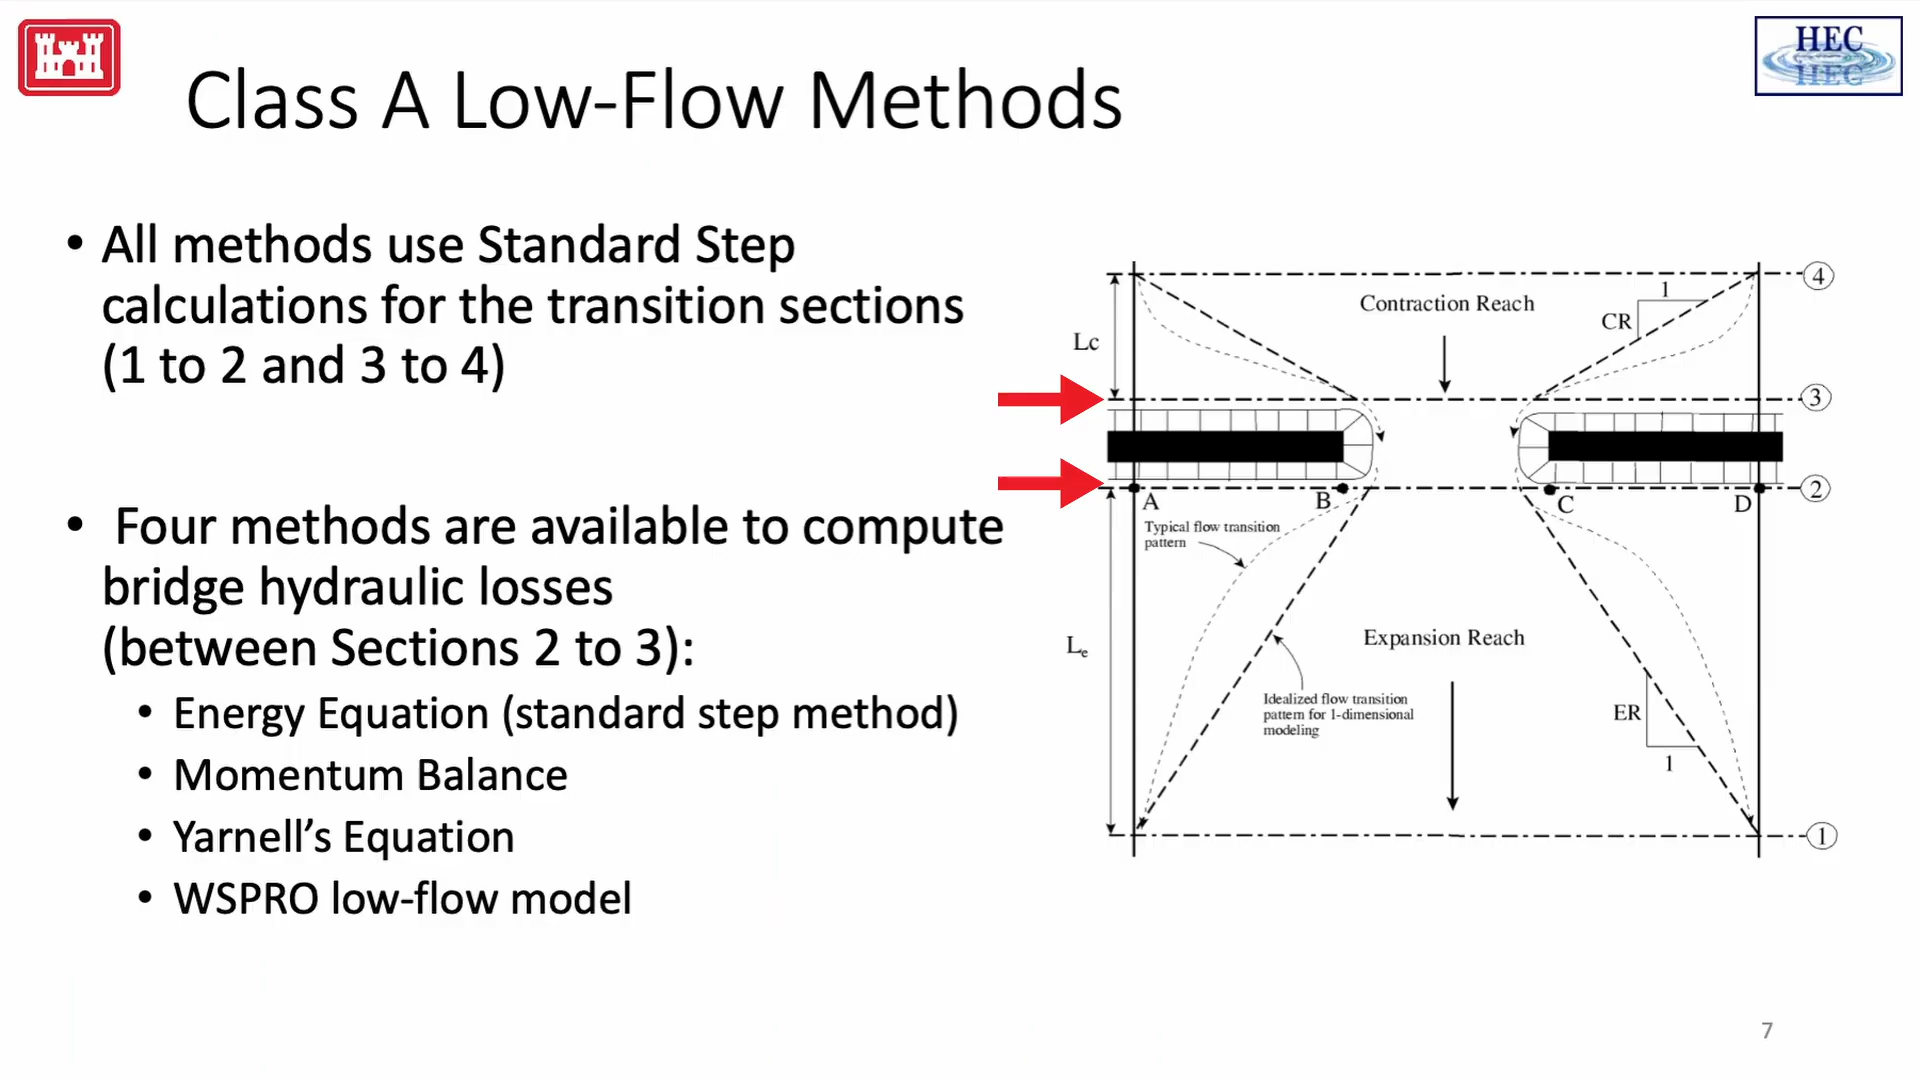 HEC
HEC
Class A Low-Flow Methods
• All methods use Standard Step
calculations for the transition sections
(1 to 2 and 3 to 4)
• Four methods are available to compute
bridge hydraulic losses
(between Sections 2 to 3):
• Energy Equation (standard step method)
• Momentum Balance
• Yarnell’s Equation
• WSPRO low-flow model
4
Contraction Reach
1
CR
Lc
3
2
A
B
C
D
Typical flow transition
pattern
Expansion Reach
Le
Idealized flow transition
pattern for 1-dimensional
modeling
ER
1
1
7